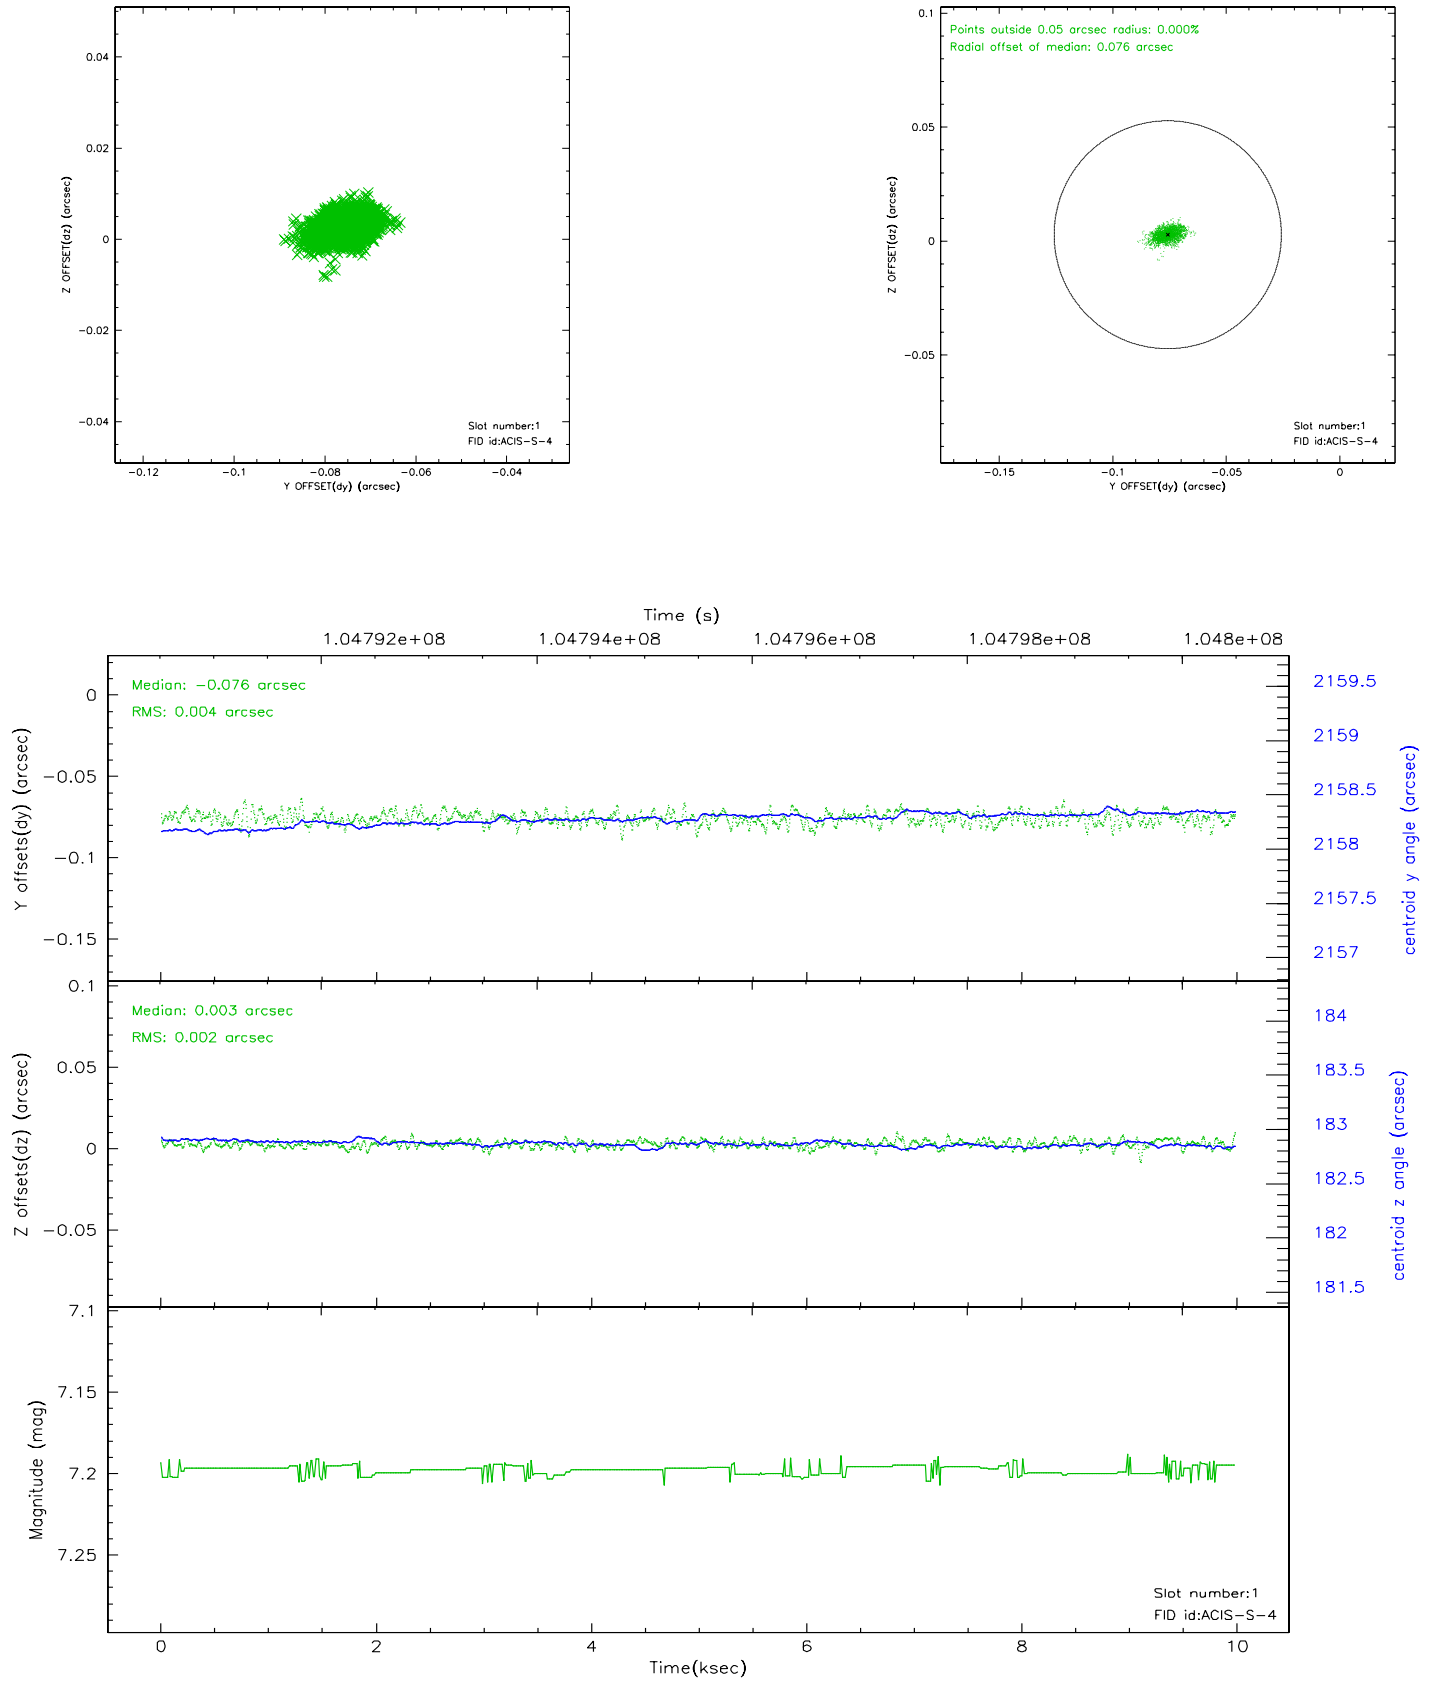 0.04
0.02
0
−0.02
−0.04
Z OFFSET(dz) (arcsec)
Slot number:1
FID id:ACIS−S−4
−0.12
−0.1
−0.08
−0.06
−0.04
Y OFFSET(dy) (arcsec)
Points outside 0.05 arcsec radius: 0.000%
Radial offset of median: 0.076 arcsec
0.1
0.05
0
−0.05
Z OFFSET(dz) (arcsec)
Slot number:1
FID id:ACIS−S−4
−0.15
−0.1
−0.05
0
Y OFFSET(dy) (arcsec)
Time (s)
1.04792e+08
1.04794e+08
1.04796e+08
1.04798e+08
1.048e+08
Median: −0.076 arcsec
RMS: 0.004 arcsec
0
−0.05
−0.1
−0.15
Y offsets(dy) (arcsec)
2159.5
2159
2158.5
2158
2157.5
2157
centroid y angle (arcsec)
Median: 0.003 arcsec
RMS: 0.002 arcsec
0.1
0.05
0
−0.05
Z offsets(dz) (arcsec)
184
183.5
183
182.5
182
181.5
centroid z angle (arcsec)
7.1
7.15
7.2
7.25
Magnitude (mag)
Slot number:1
FID id:ACIS−S−4
0
2
4
6
8
10
Time(ksec)